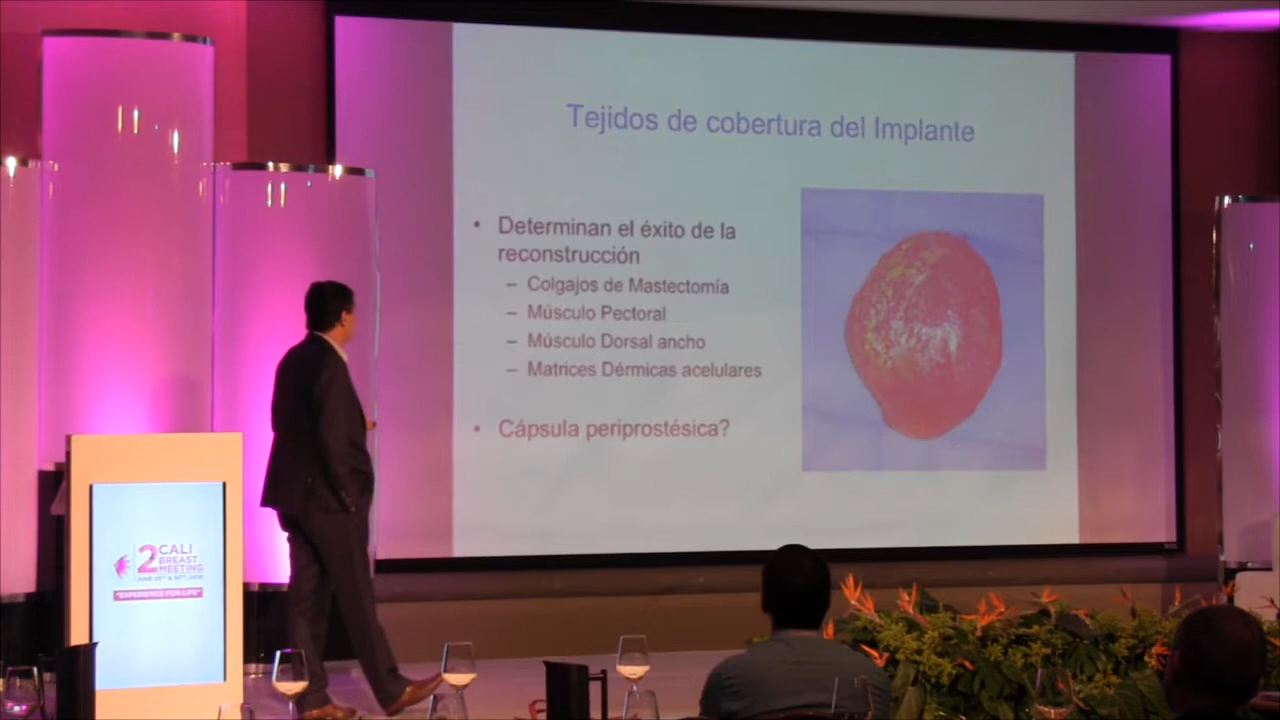 Tejidos de cobertura del Implante
• Determinan el éxito de la
reconstrucción
– Colgajos de Mastectomía
– Músculo Pectoral
– Músculo Dorsal ancho
– Matrices Dérmicas acelulares
• Cápsula periprostésica?
2 CALI
BREAST
MEETING
"EXPERIENCE FOR LIFE"